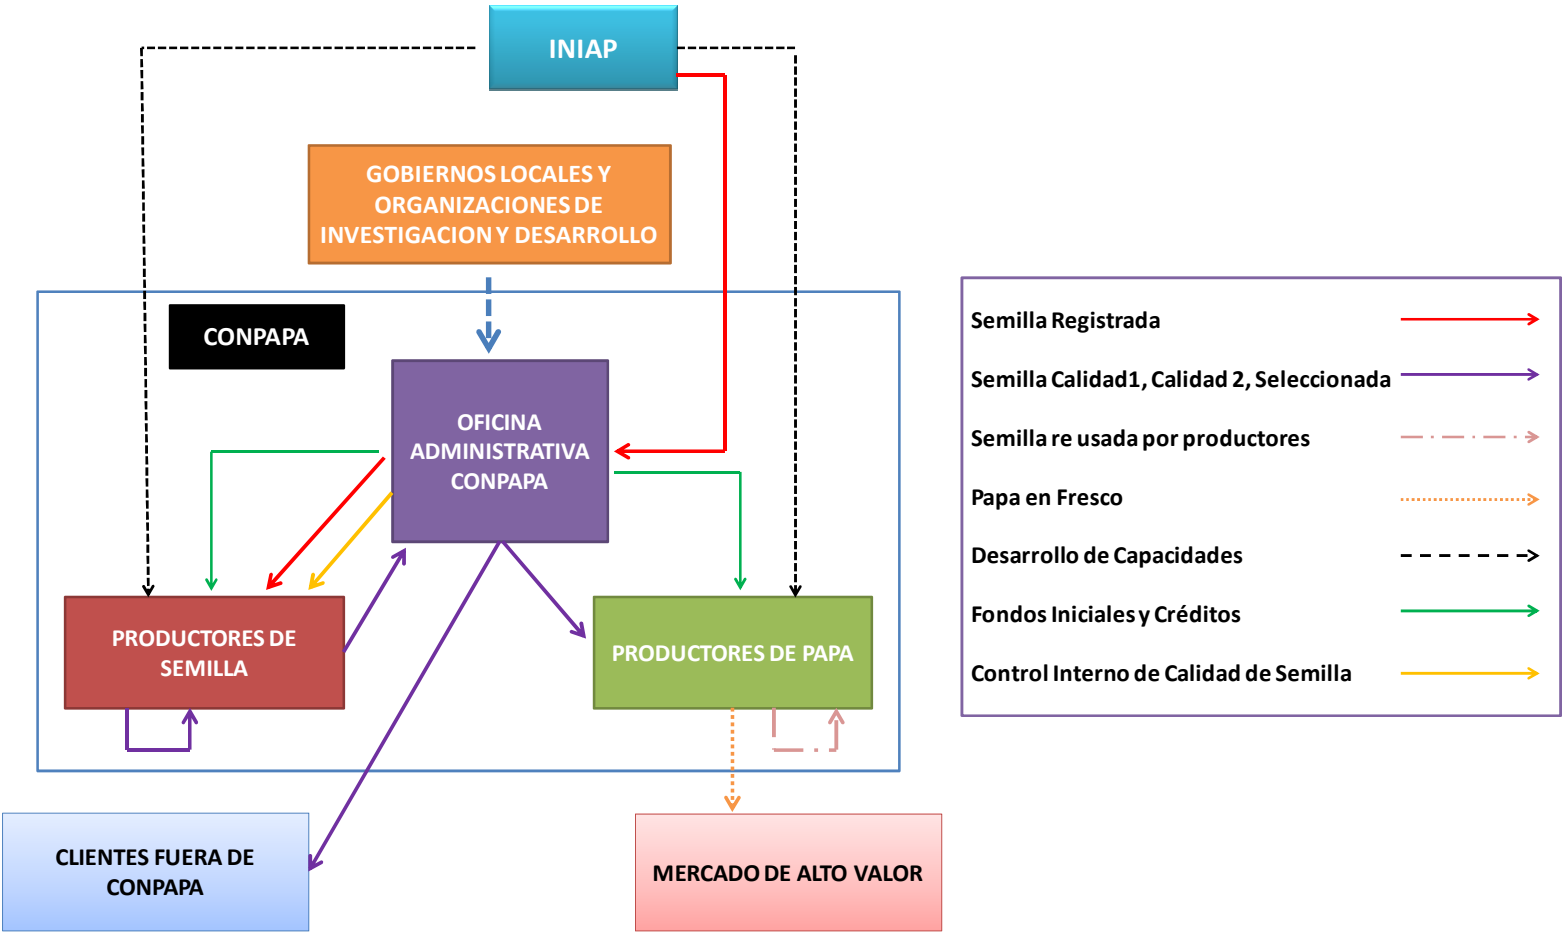 INIAP
GOBIERNOS LOCALES Y
ORGANIZACIONES DE
INVESTIGACION Y DESARROLLO
CONPAPA
OFICINA
ADMINISTRATIVA
CONPAPA
PRODUCTORES DE
SEMILLA
PRODUCTORES DE PAPA
CLIENTES FUERA DE
CONPAPA
MERCADO DE ALTO VALOR
Semilla Registrada
Semilla Calidad1, Calidad 2, Seleccionada
Semilla re usada por productores
Papa en Fresco
Desarrollo de Capacidades
Fondos Iniciales y Créditos
Control Interno de Calidad de Semilla